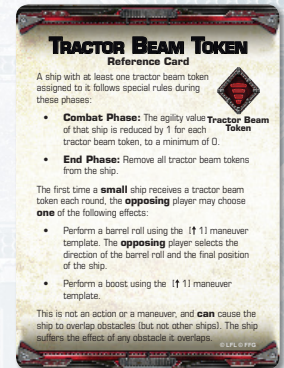 TRACTOR BEAM TOKEN
Reference Card
A ship with at least one tractor beam token
assigned to it follows special rules during
these phases:
• Combat Phase: The agility value
of that ship is reduced by 1 for each
tractor beam token, to a minimum of 0.
Tractor Beam
Token
• End Phase: Remove all tractor beam tokens
from the ship.
The first time a small ship receives a tractor beam
token each round, the opposing player may choose
one of the following effects:
• Perform a barrel roll using the [↑ 1] maneuver
template. The opposing player selects the
direction of the barrel roll and the final position
of the ship.
• Perform a boost using the [↑ 1] maneuver
template.
This is not an action or a maneuver, and can cause the
ship to overlap obstacles (but not other ships). The ship
suffers the effect of any obstacle it overlaps.
© LFL © FFG